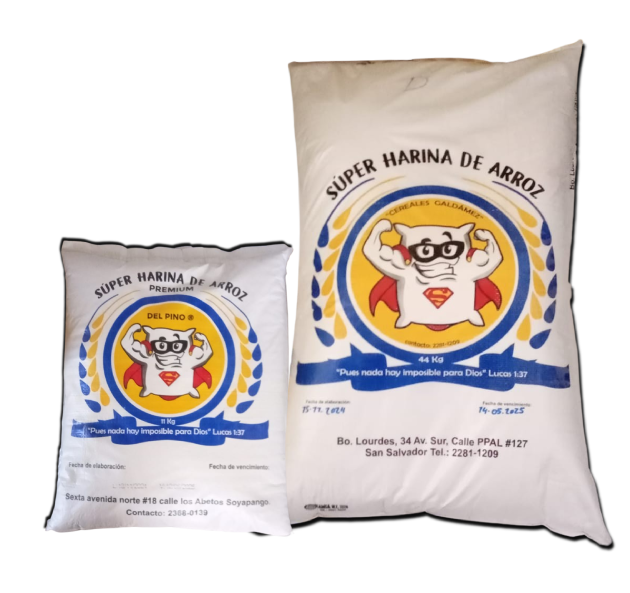 SÚPER HARINA DE ARROZ
PREMIUM
DEL PINO ®
11 Kg
"Pues nada hay imposible para Dios" Lucas 1:37
Fecha de elaboración:
Fecha de vencimiento:
Sexta avenida norte #18 calle los Abetos Soyapango.
Contacto: 2388-0139
SÚPER HARINA DE ARROZ
"CEREALES GALDÁMEZ"
44 Kg
"Pues nada hay imposible para Dios" Lucas 1:37
Fecha de elaboración:
15-11-2024
Fecha de vencimiento:
14-05-2025
Bo. Lourdes, 34 Av. Sur, Calle PPAL #127
San Salvador Tel.: 2281-1209